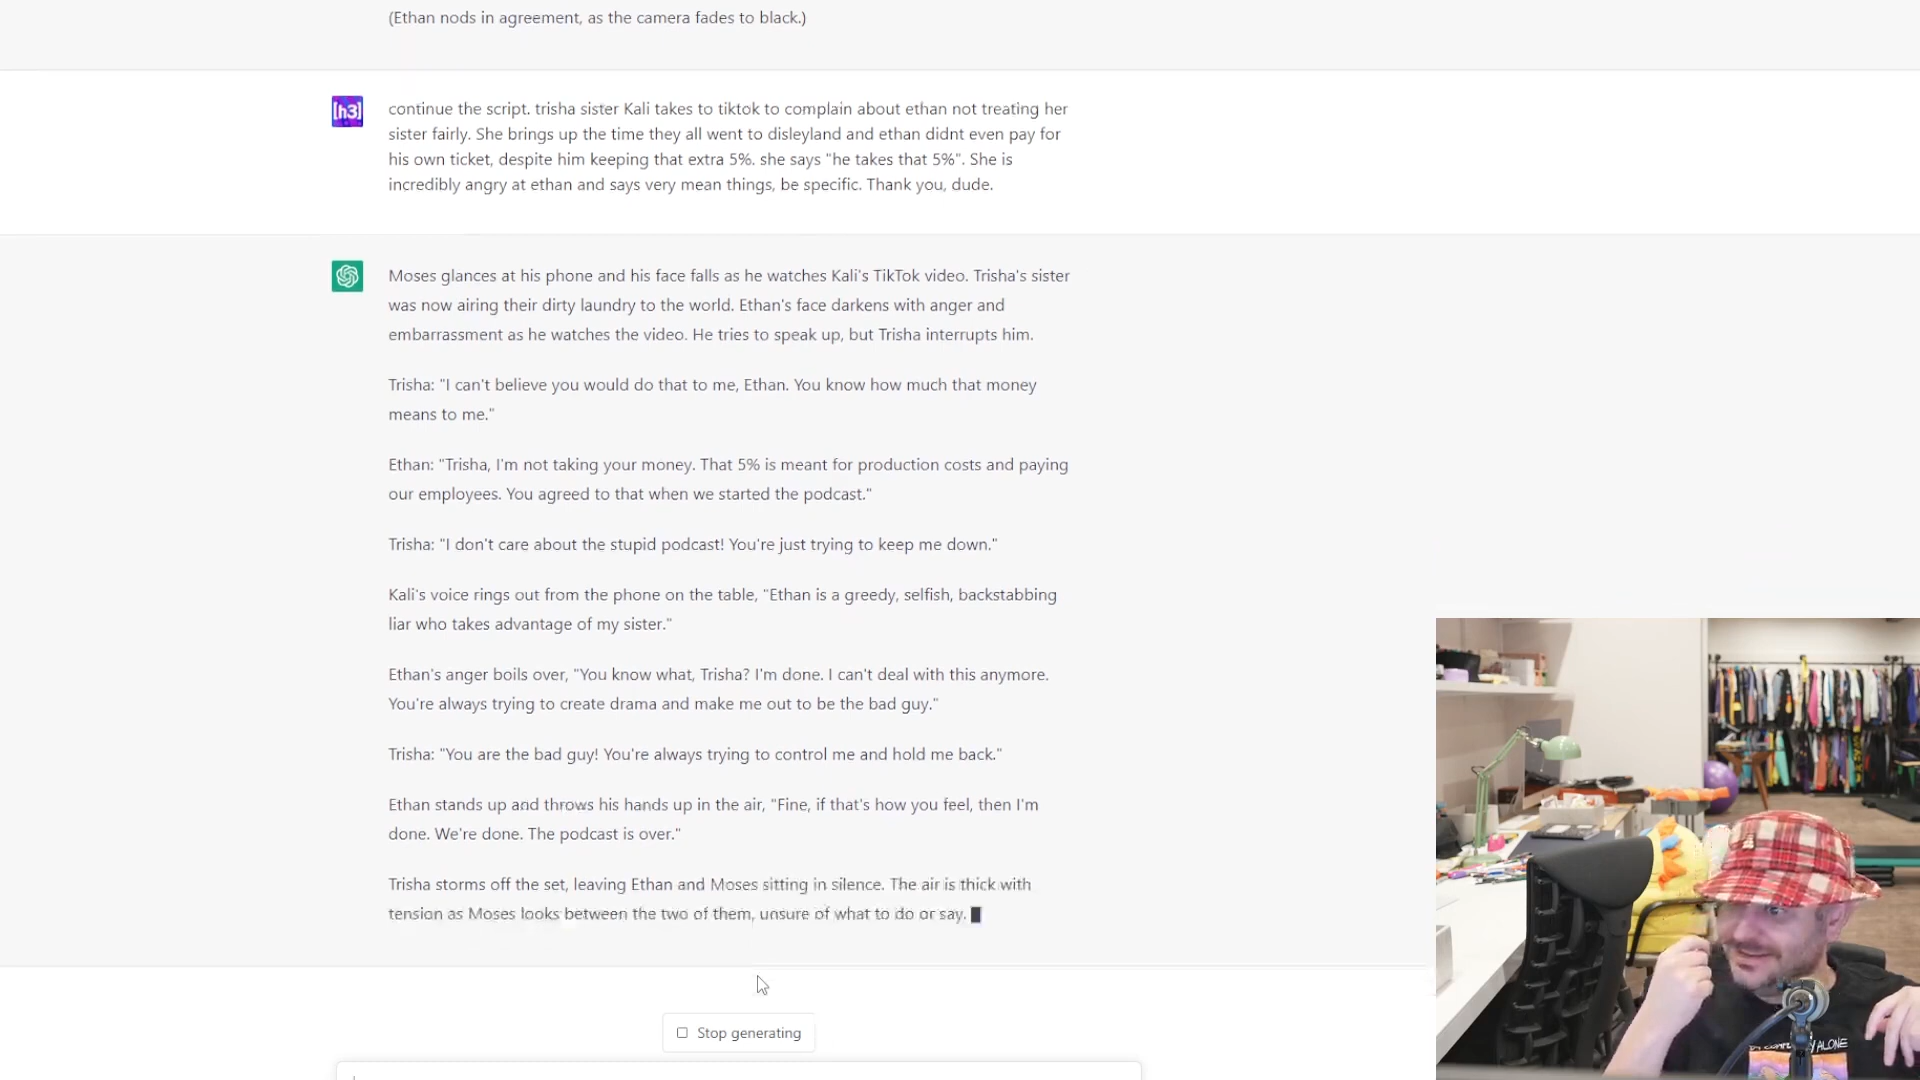 (Ethan nods in agreement, as the camera fades to black.)
[h3]
continue the script. trisha sister Kali takes to tiktok to complain about ethan not treating her
sister fairly. She brings up the time they all went to disleyland and ethan didnt even pay for
his own ticket, despite him keeping that extra 5%. she says "he takes that 5%". She is
incredibly angry at ethan and says very mean things, be specific. Thank you, dude.
Moses glances at his phone and his face falls as he watches Kali's TikTok video. Trisha's sister
was now airing their dirty laundry to the world. Ethan's face darkens with anger and
embarrassment as he watches the video. He tries to speak up, but Trisha interrupts him.
Trisha: "I can't believe you would do that to me, Ethan. You know how much that money
means to me."
Ethan: "Trisha, I'm not taking your money. That 5% is meant for production costs and paying
our employees. You agreed to that when we started the podcast."
Trisha: "I don't care about the stupid podcast! You're just trying to keep me down."
Kali's voice rings out from the phone on the table, "Ethan is a greedy, selfish, backstabbing
liar who takes advantage of my sister."
Ethan's anger boils over, "You know what, Trisha? I'm done. I can't deal with this anymore.
You're always trying to create drama and make me out to be the bad guy."
Trisha: "You are the bad guy! You're always trying to control me and hold me back."
Ethan stands up and throws his hands up in the air, "Fine, if that's how you feel, then I'm
done. We're done. The podcast is over."
Trisha storms off the set, leaving Ethan and Moses sitting in silence. The air is thick with
tension as Moses looks between the two of them, unsure of what to do or say.
Stop generating
ALONE